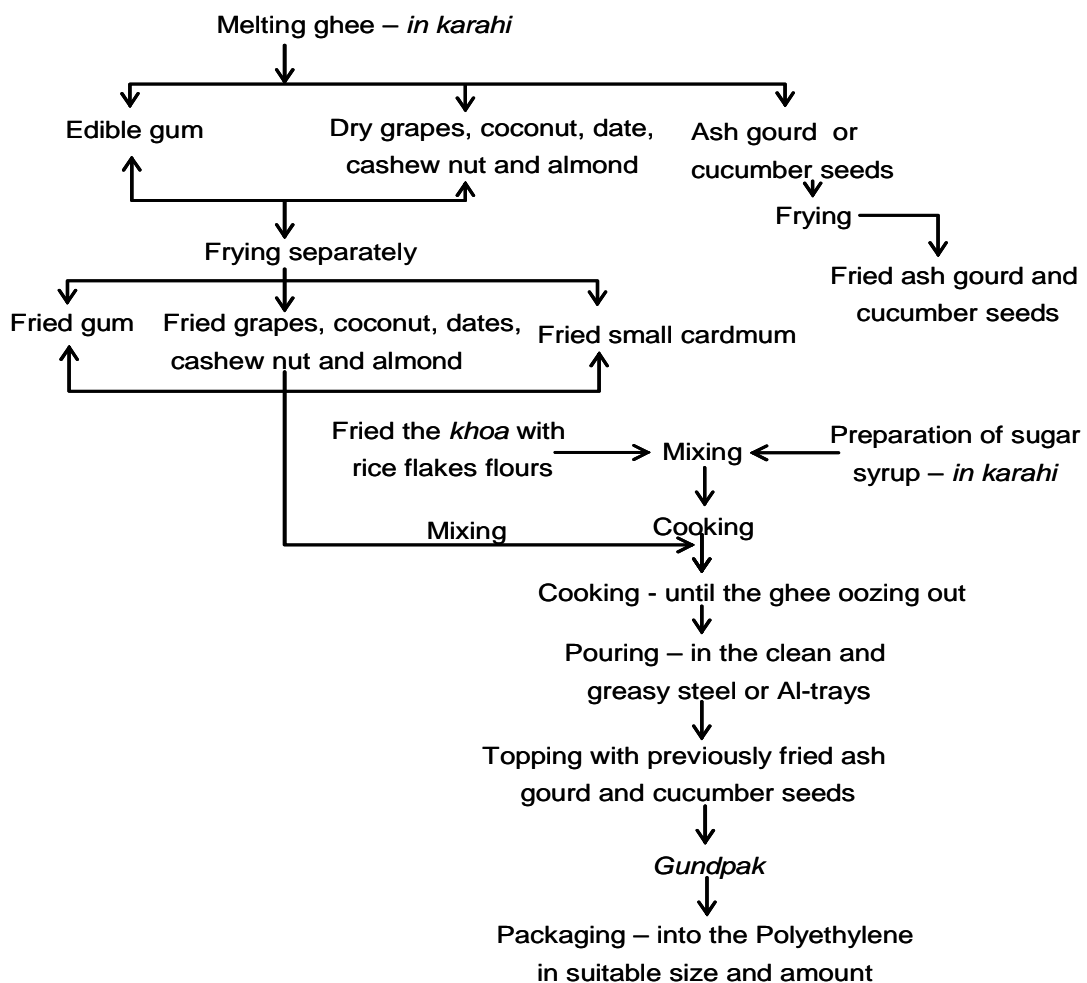 Melting ghee – in karahi
Edible gum
Dry grapes, coconut, date,
cashew nut and almond
Ash gourd or
cucumber seeds
Frying
Frying separately
Fried ash gourd and
cucumber seeds
Fried gum
Fried grapes, coconut, dates,
cashew nut and almond
Fried small cardmum
Fried the khoa with
rice flakes flours
Mixing
Preparation of sugar
syrup – in karahi
Mixing
Cooking
Cooking - until the ghee oozing out
Pouring – in the clean and
greasy steel or Al-trays
Topping with previously fried ash
gourd and cucumber seeds
Gundpak
Packaging – into the Polyethylene
in suitable size and amount